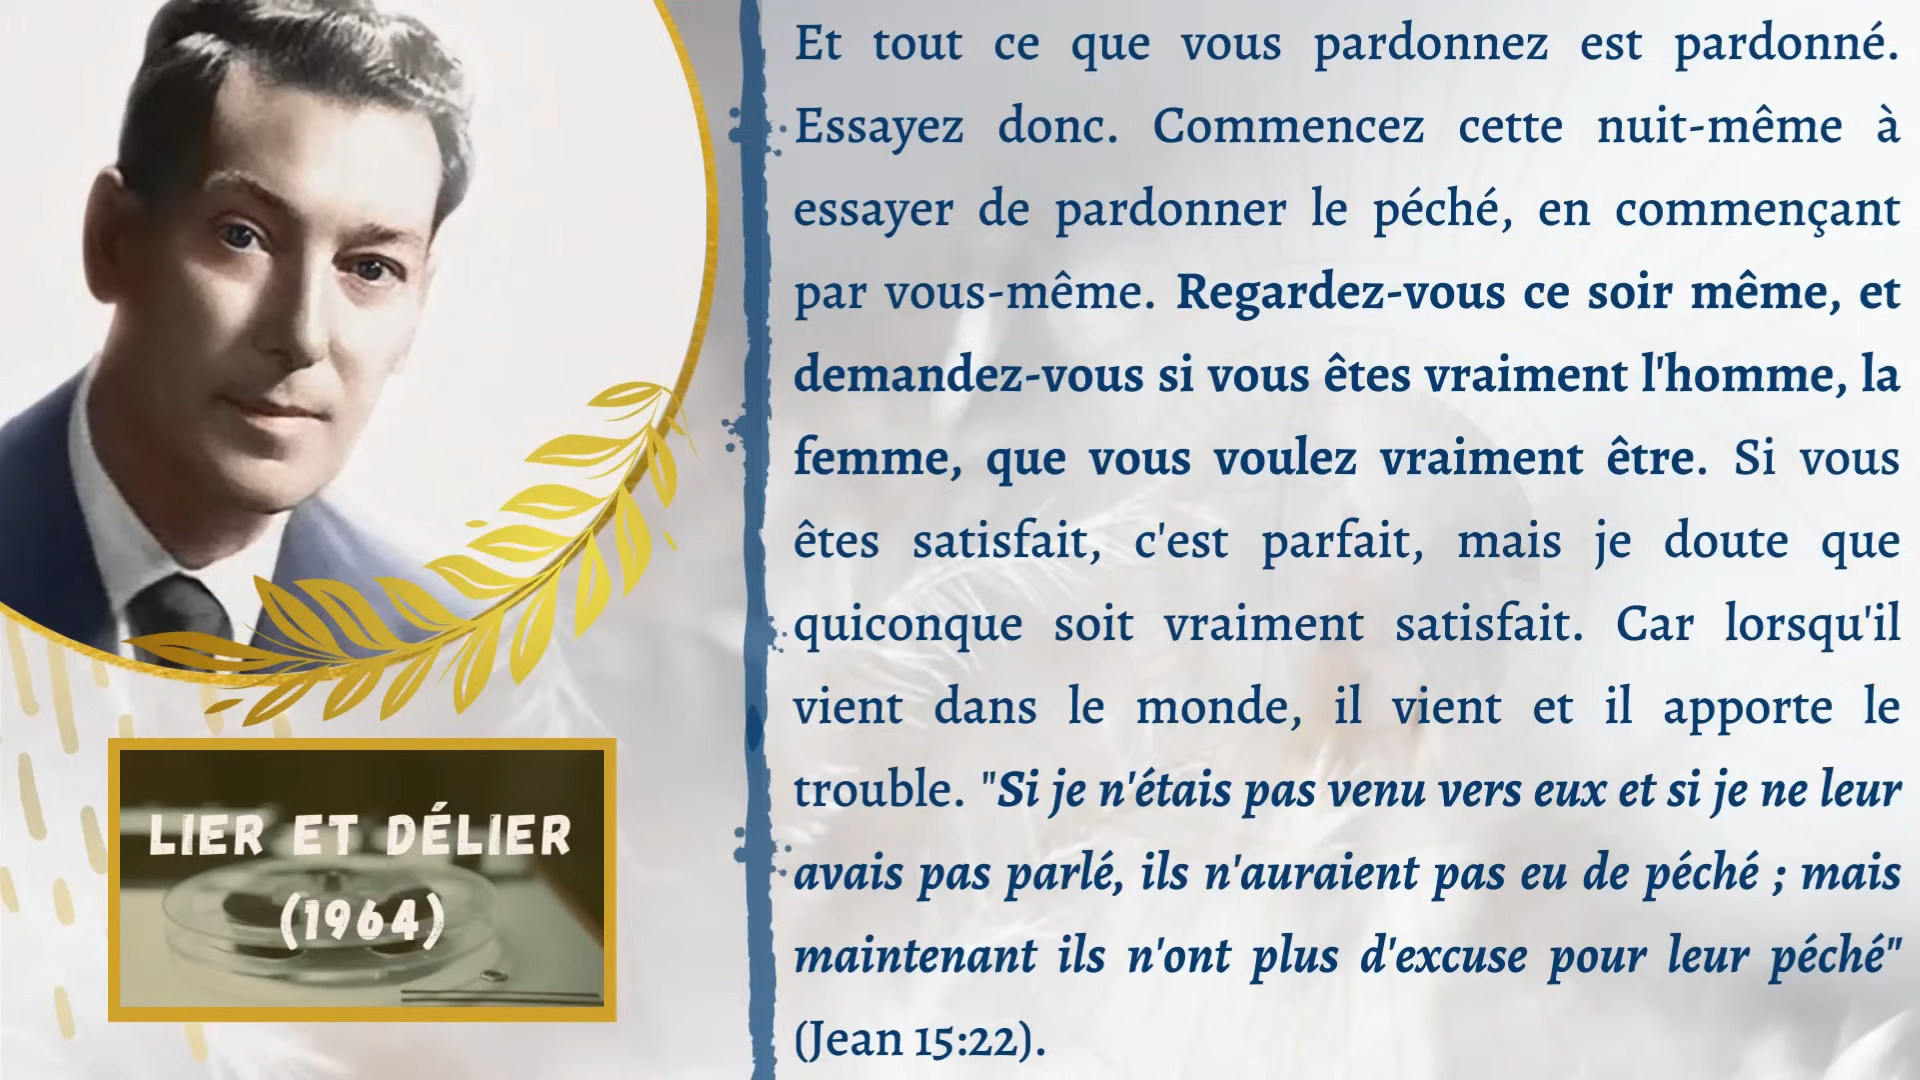 Et tout ce que vous pardonnez est pardonné.
Essayez donc. Commencez cette nuit-même à
essayer de pardonner le péché, en commençant
par vous-même. Regardez-vous ce soir même, et
demandez-vous si vous êtes vraiment l'homme, la
femme, que vous voulez vraiment être. Si vous
êtes satisfait, c'est parfait, mais je doute que
quiconque soit vraiment satisfait. Car lorsqu'il
vient dans le monde, il vient et il apporte le
trouble. "Si je n'étais pas venu vers eux et si je ne leur
avais pas parlé, ils n'auraient pas eu de péché ; mais
maintenant ils n'ont plus d'excuse pour leur péché"
(Jean 15:22).
LIER ET DÉLIER
(1964)